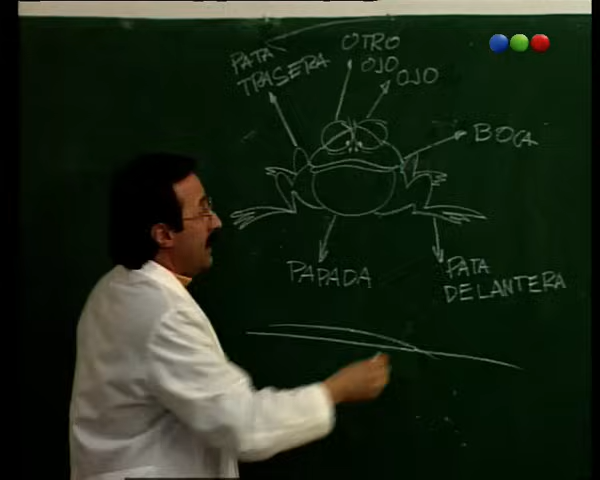 PATA
TRASERA
OTRO
OJO
OJO
BOCA
PAPADA
PATA
DELANTERA